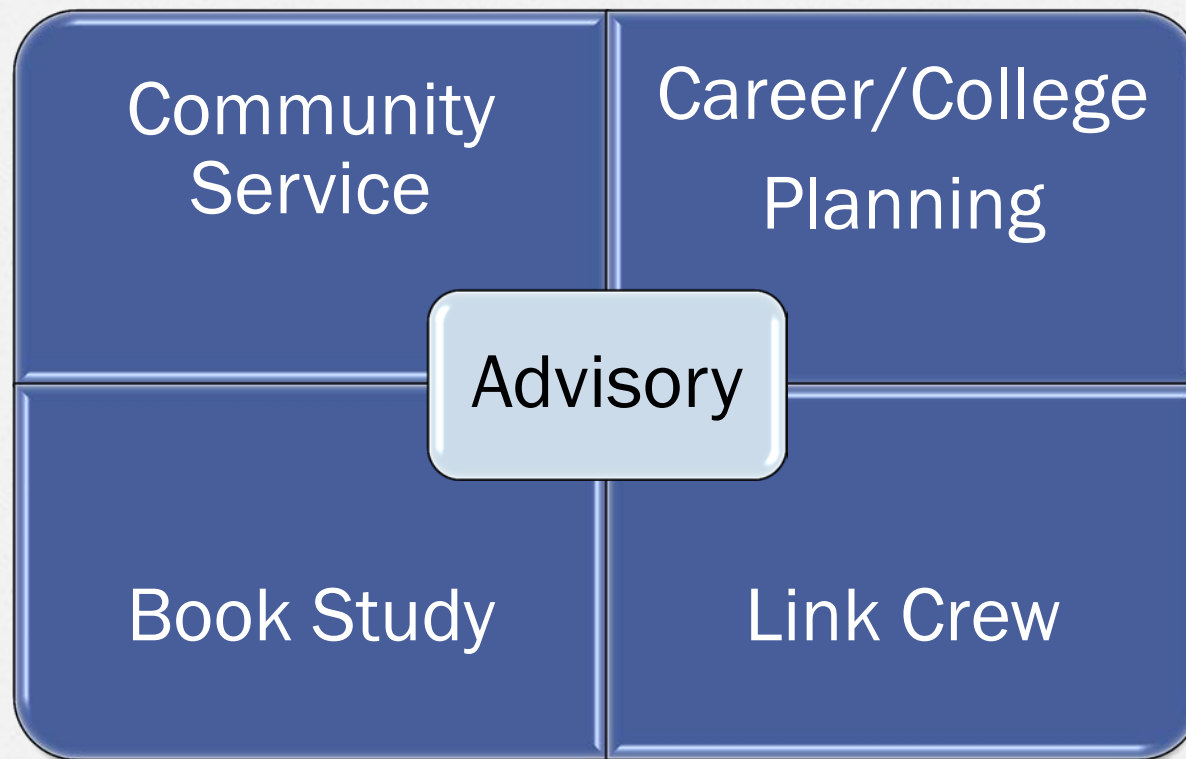 Community
Service
Career/College
Planning
Advisory
Book Study
Link Crew